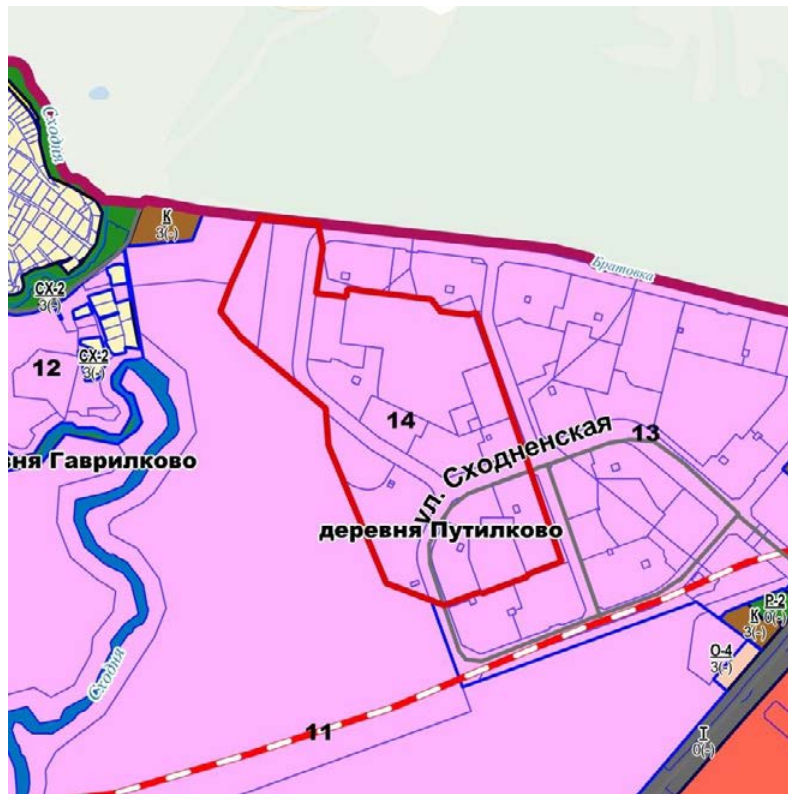 Сходня
К
3(-)
Братовка
СХ-2
3(-)
СХ-2
3(-)
12
14
13
ул. Сходненская
вня Гаврилково
деревня Путилково
Сходня
Р-2
0(-)
К
3(-)
О-4
3(-)
11
Т
0(-)